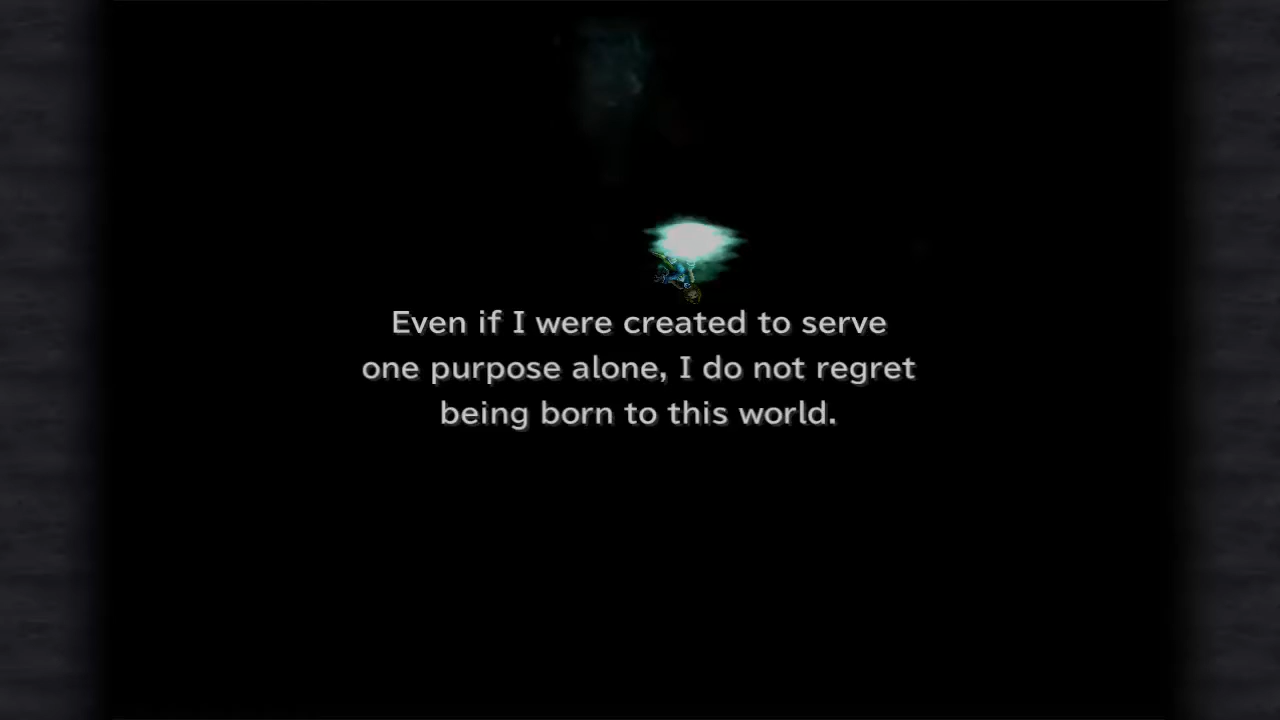 Even if I were created to serve
one purpose alone, I do not regret
being born to this world.